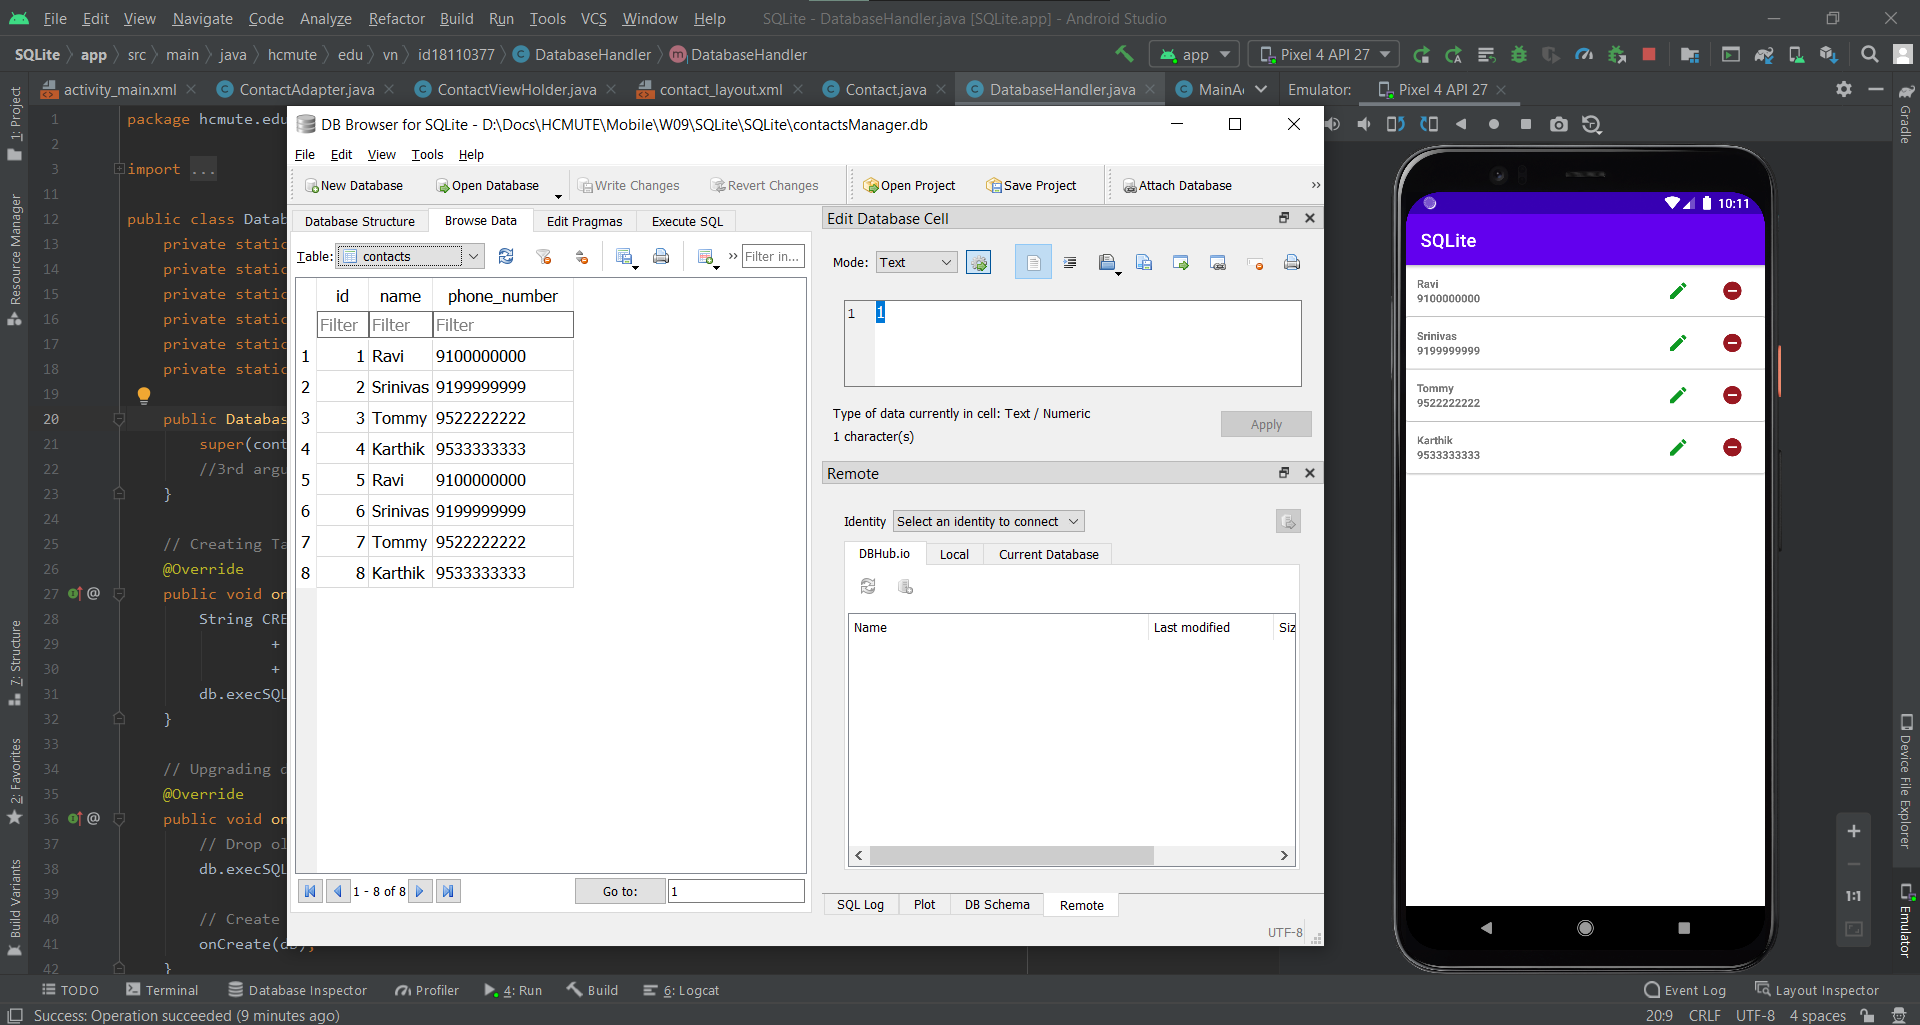 File Edit View Navigate Code Analyze Refactor Build Run Tools VCS Window Help SQLite - DatabaseHandler.java [SQLite.app] - Android Studio
SQLite app src main java hcmute edu vn id18110377 DatabaseHandler DatabaseHandler app Pixel 4 API 27
activity_main.xml ContactAdapter.java ContactViewHolder.java contact_layout.xml Contact.java DatabaseHandler.java MainA Emulator: Pixel 4 API 27
1: Project
Resource Manager
7: Structure
2: Favorites
Build Variants
1 package hcmute.edu
2
3 import ...
11
12 public class Datab
13 private static
14 private static
15 private static
16 private static
17 private static
18 private static
19
20 public Databas
21 super(cont
22 //3rd argu
23 }
24
25 // Creating Ta
26 @Override
27 public void on
28 String CRE
29 +
30 +
31 db.execSQL
32 }
33
34 // Upgrading d
35 @Override
36 public void on
37 // Drop ol
38 db.execSQL
39
40 // Create
41 onCreate(db);
42 }
DB Browser for SQLite - D:\Docs\HCMUTE\Mobile\W09\SQLite\SQLite\contactsManager.db
File Edit View Tools Help
New Database Open Database Write Changes Revert Changes Open Project Save Project Attach Database »
Database Structure Browse Data Edit Pragmas Execute SQL
Table: contacts » Filter in...
id name phone_number
Filter Filter Filter
1 1 Ravi 9100000000
2 2 Srinivas 9199999999
3 3 Tommy 9522222222
4 4 Karthik 9533333333
5 5 Ravi 9100000000
6 6 Srinivas 9199999999
7 7 Tommy 9522222222
8 8 Karthik 9533333333
1 - 8 of 8 Go to: 1
Edit Database Cell
Mode: Text
1 1
Type of data currently in cell: Text / Numeric
1 character(s)
Apply
Remote
Identity Select an identity to connect
DBHub.io Local Current Database
Name Last modified Siz
SQL Log Plot DB Schema Remote
UTF-8
10:11
SQLite
Ravi
9100000000
Srinivas
9199999999
Tommy
9522222222
Karthik
9533333333
1:1
Gradle
Device File Explorer
Emulator
TODO Terminal Database Inspector Profiler 4: Run Build 6: Logcat Event Log Layout Inspector
Success: Operation succeeded (9 minutes ago) 20:9 CRLF UTF-8 4 spaces